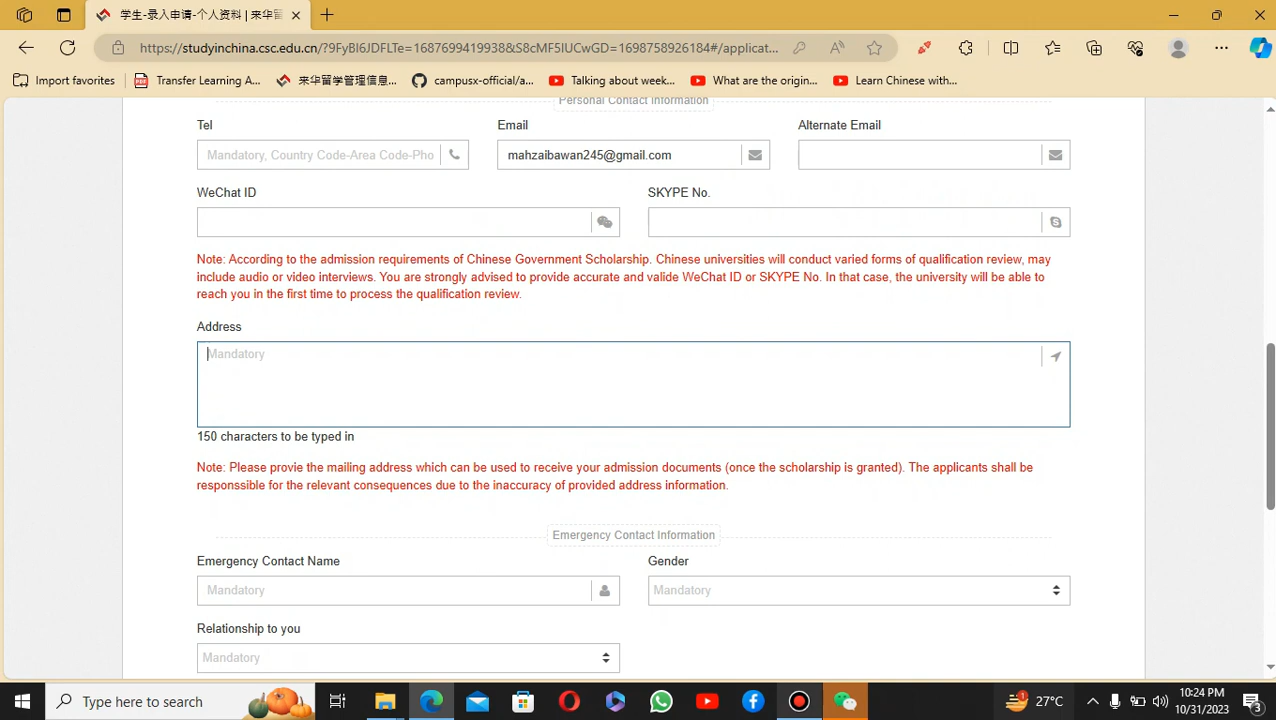 学生-录入申请-个人资料 | 来华留
https://studyinchina.csc.edu.cn/?9FyBl6JDFLTe=1687699419938&S8cMF5IUCwGD=1698758926184#/applicat...
Import favorites
Transfer Learning A...
来华留学管理信息...
campusx-official/a...
Talking about week...
What are the origin...
Learn Chinese with...
Personal Contact Information
Tel
Email
Alternate Email
Mandatory, Country Code-Area Code-Pho
mahzaibawan245@gmail.com
WeChat ID
SKYPE No.
Note: According to the admission requirements of Chinese Government Scholarship. Chinese universities will conduct varied forms of qualification review, may
include audio or video interviews. You are strongly advised to provide accurate and valide WeChat ID or SKYPE No. In that case, the university will be able to
reach you in the first time to process the qualification review.
Address
Mandatory
150 characters to be typed in
Note: Please provie the mailing address which can be used to receive your admission documents (once the scholarship is granted). The applicants shall be
responssible for the relevant consequences due to the inaccuracy of provided address information.
Emergency Contact Information
Emergency Contact Name
Gender
Mandatory
Mandatory
Relationship to you
Mandatory
Type here to search
1
27°C
10:24 PM
10/31/2023
3